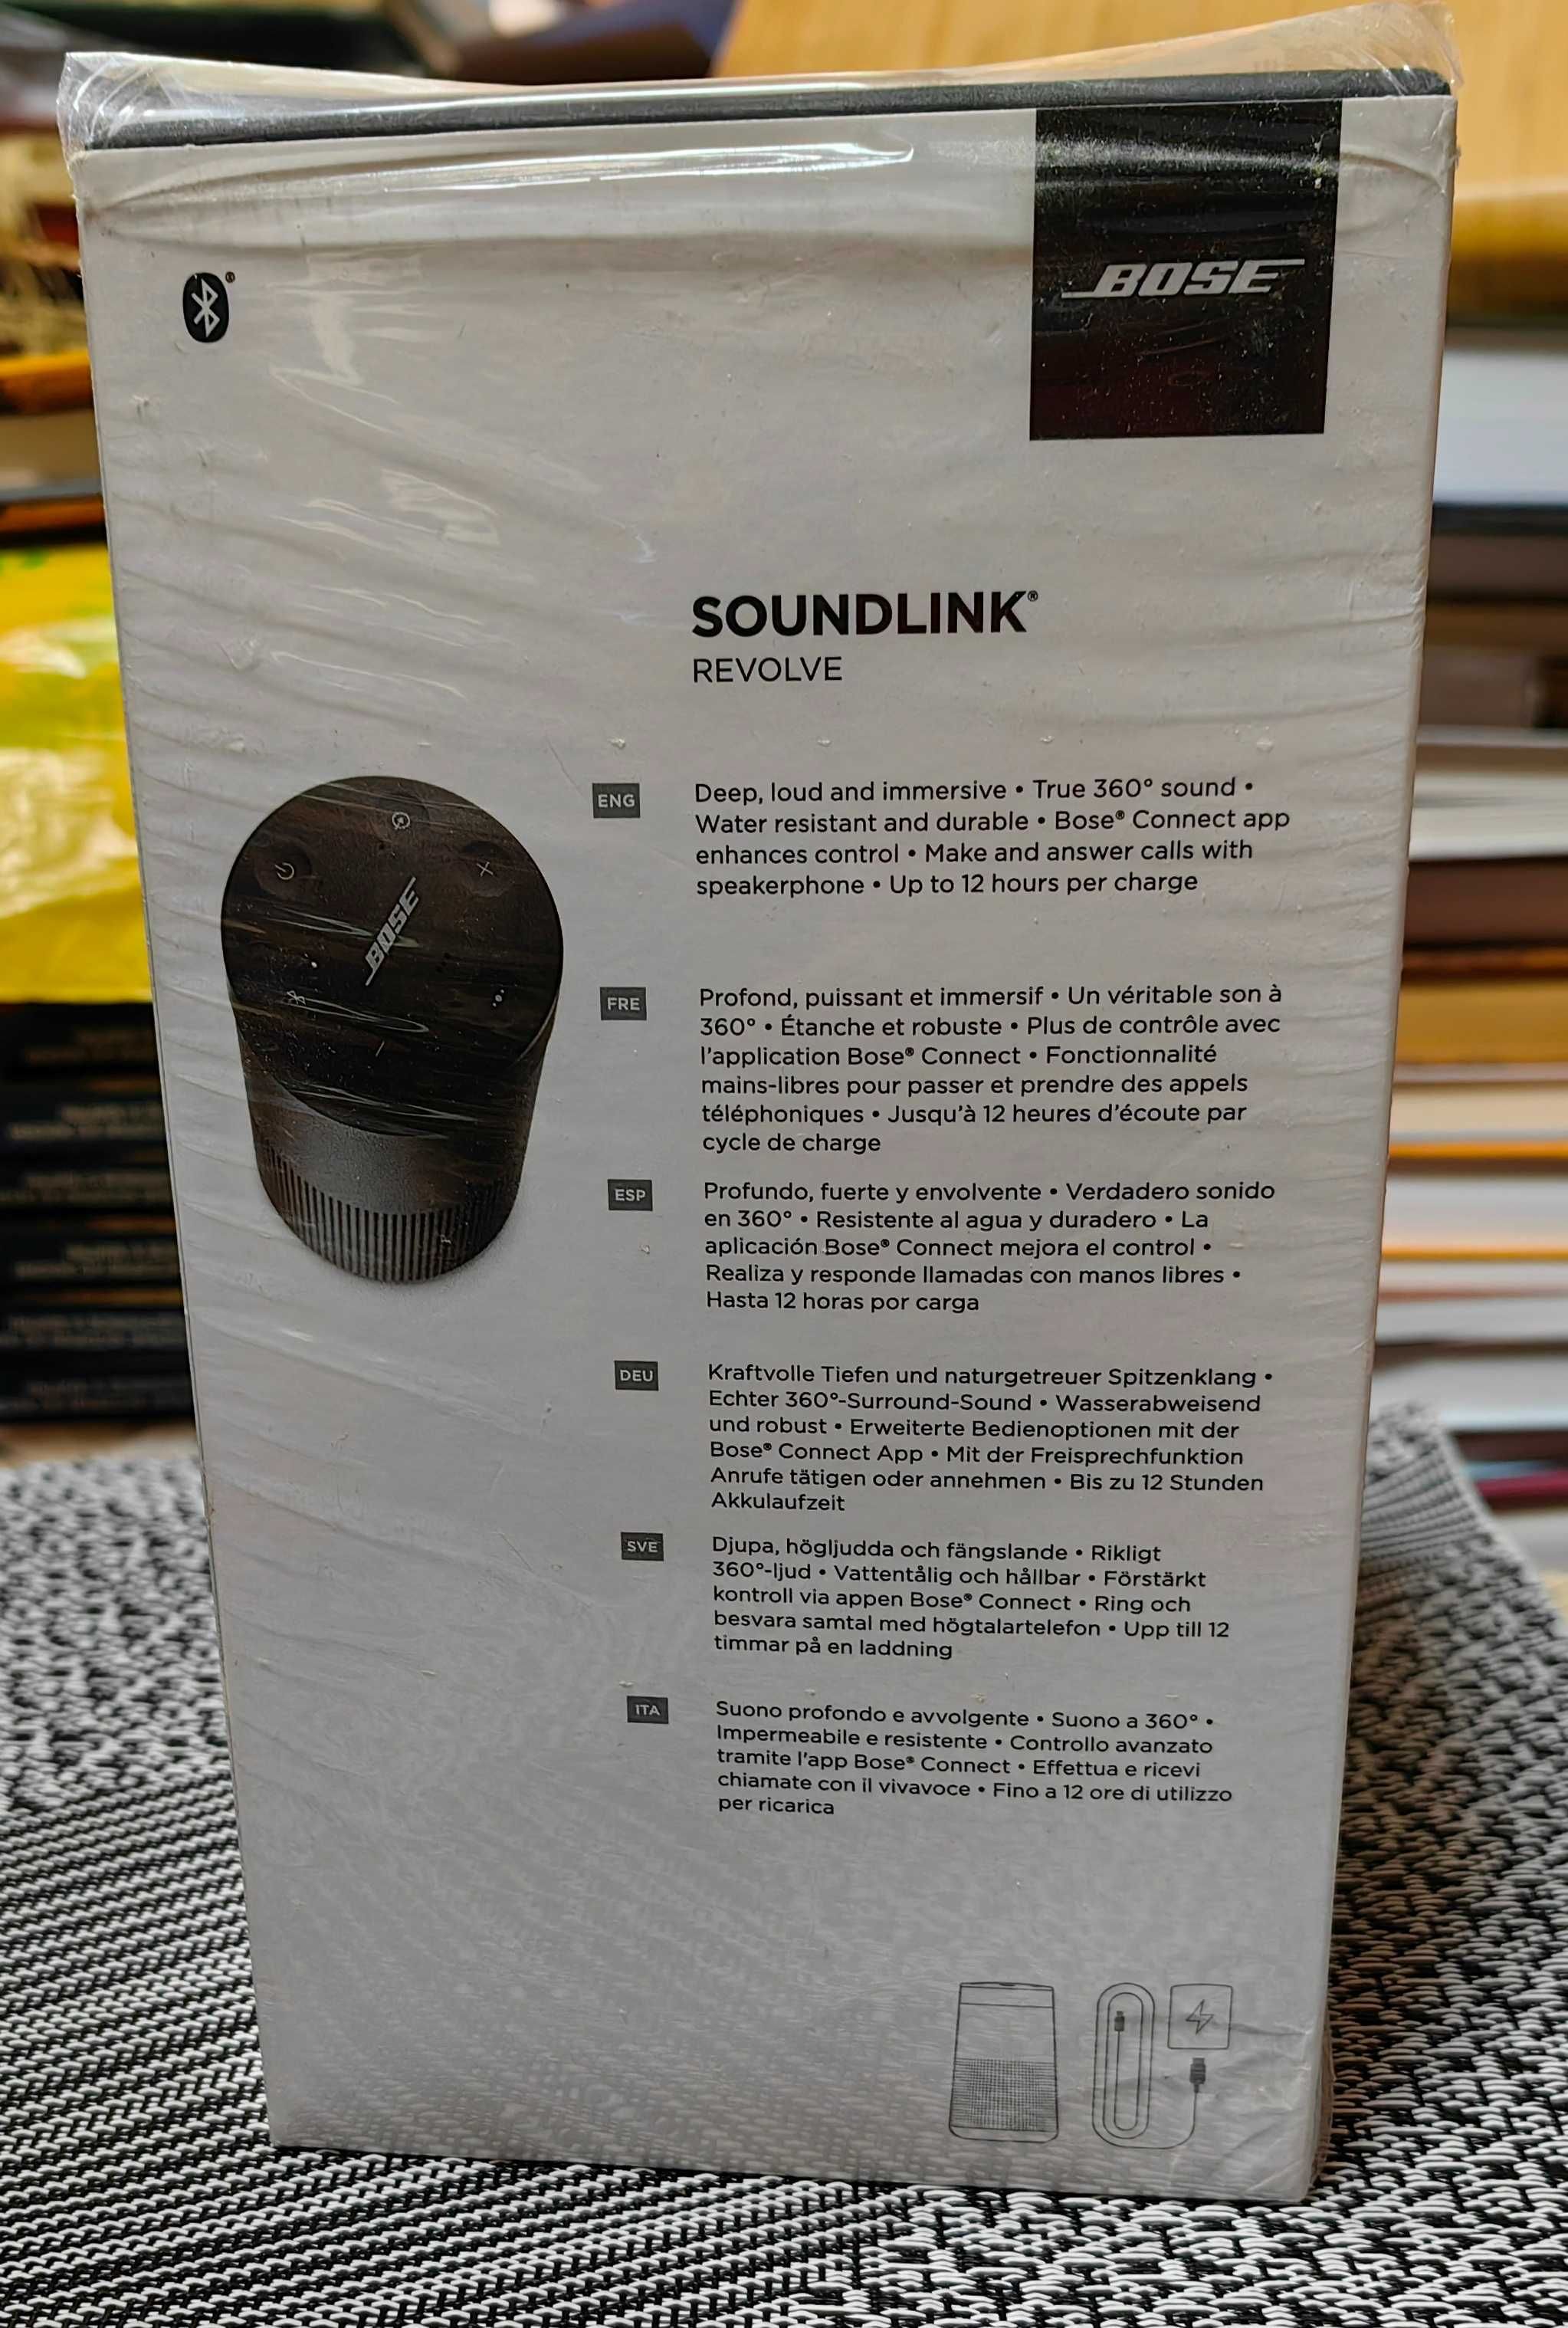 BOSE
SOUNDLINK®
REVOLVE
BOSE
ENG
Deep, loud and immersive • True 360° sound •
Water resistant and durable • Bose® Connect app
enhances control • Make and answer calls with
speakerphone • Up to 12 hours per charge
FRE
Profond, puissant et immersif • Un véritable son à
360° • Étanche et robuste • Plus de contrôle avec
l'application Bose® Connect • Fonctionnalité
mains-libres pour passer et prendre des appels
téléphoniques • Jusqu'à 12 heures d'écoute par
cycle de charge
ESP
Profundo, fuerte y envolvente • Verdadero sonido
en 360° • Resistente al agua y duradero • La
aplicación Bose® Connect mejora el control •
Realiza y responde llamadas con manos libres •
Hasta 12 horas por carga
DEU
Kraftvolle Tiefen und naturgetreuer Spitzenklang •
Echter 360°-Surround-Sound • Wasserabweisend
und robust • Erweiterte Bedienoptionen mit der
Bose® Connect App • Mit der Freisprechfunktion
Anrufe tätigen oder annehmen • Bis zu 12 Stunden
Akkulaufzeit
SVE
Djupa, högljudda och fängslande • Rikligt
360°-ljud • Vattentålig och hållbar • Förstärkt
kontroll via appen Bose® Connect • Ring och
besvara samtal med högtalartelefon • Upp till 12
timmar på en laddning
ITA
Suono profondo e avvolgente • Suono a 360° •
Impermeabile e resistente • Controllo avanzato
tramite l'app Bose® Connect • Effettua e ricevi
chiamate con il vivavoce • Fino a 12 ore di utilizzo
per ricarica